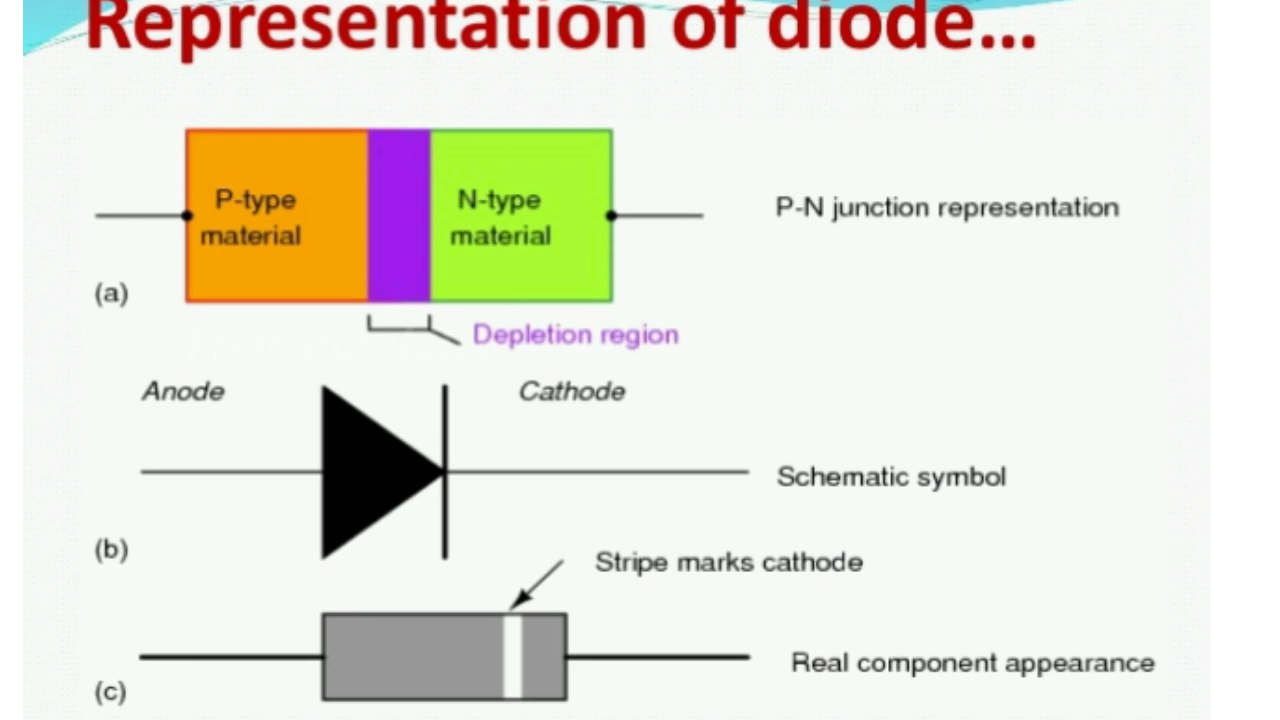 Representation of diode...
P-type
material
N-type
material
P-N junction representation
(a)
Depletion region
Anode
Cathode
Schematic symbol
(b)
Stripe marks cathode
Real component appearance
(c)